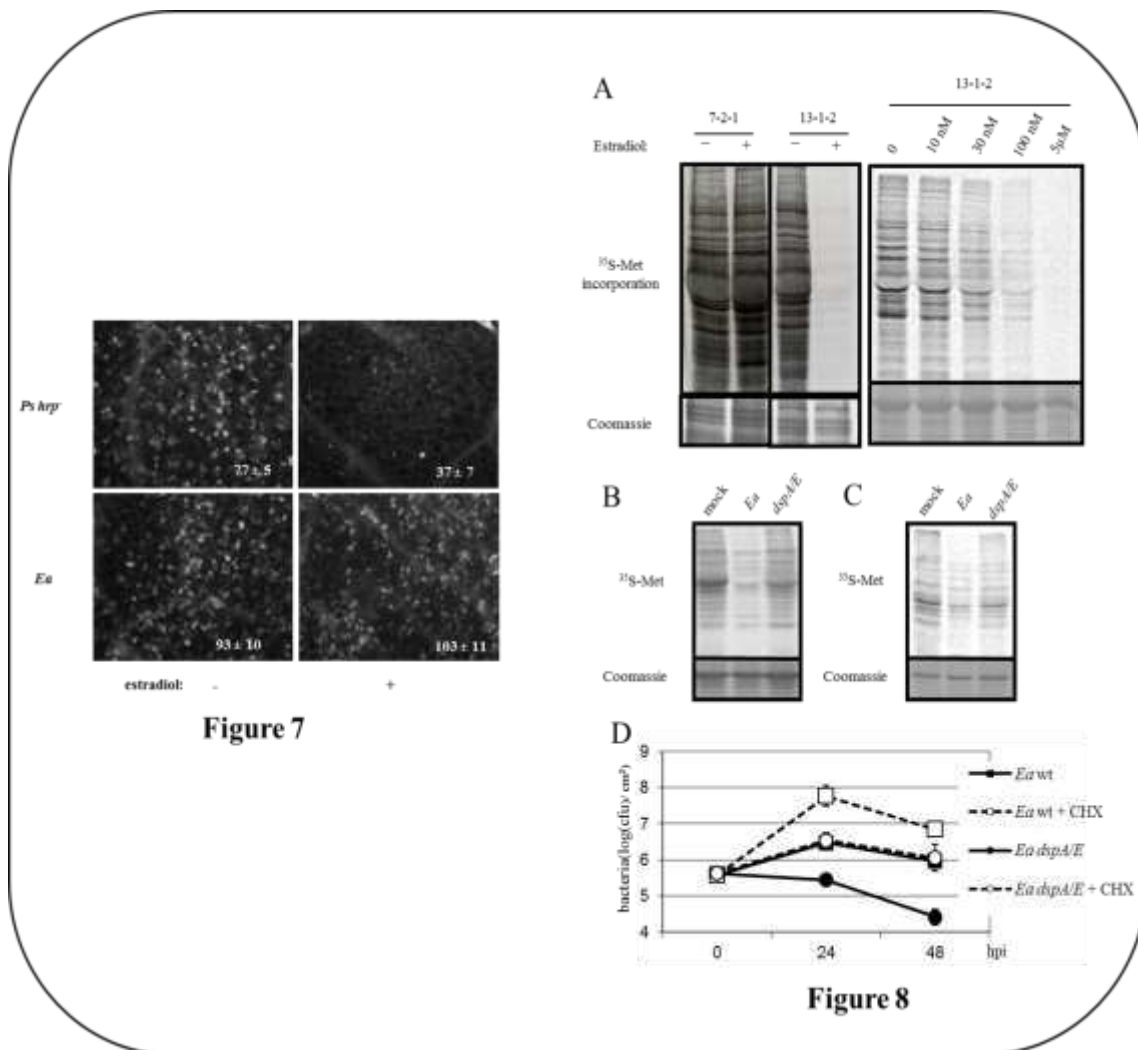 Ps hrp-
77 ± 5
37 ± 7
Ea
93 ± 10
103 ± 11
estradiol: - +
Figure 7
A
13-1-2
7-2-1 13-1-2
Estradiol: − + − +
0 10 nM 30 nM 100 nM 5µM
35S-Met
incorporation
Coomassie
B
mock Ea dspA/E
35S-Met
Coomassie
C
mock Ea dspA/E
35S-Met
Coomassie
D
bacteria(log(cfu/ cm²)
9
8
7
6
5
4
0 24 48 hpi
Ea wt
Ea wt + CHX
Ea dspA/E
Ea dspA/E + CHX
Figure 8